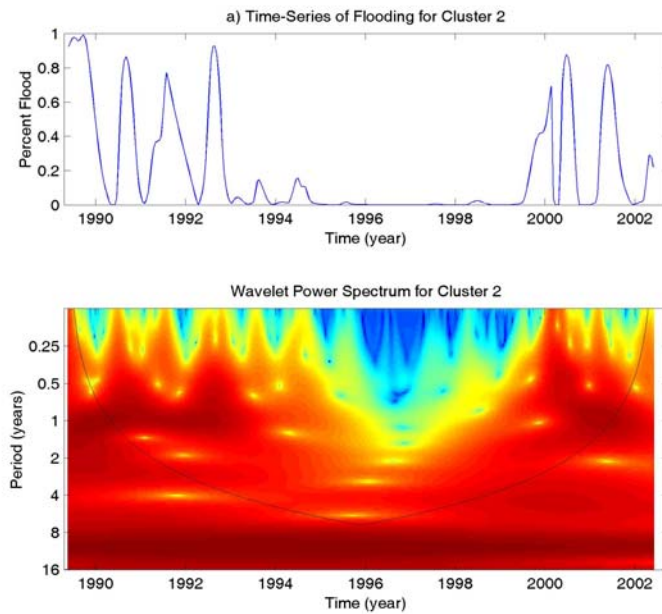 a) Time-Series of Flooding for Cluster 2
1
0.8
0.6
0.4
0.2
0
Percent Flood
1990 1992 1994 1996 1998 2000 2002
Time (year)
Wavelet Power Spectrum for Cluster 2
0.25
0.5
1
2
4
8
16
Period (years)
1990 1992 1994 1996 1998 2000 2002
Time (year)